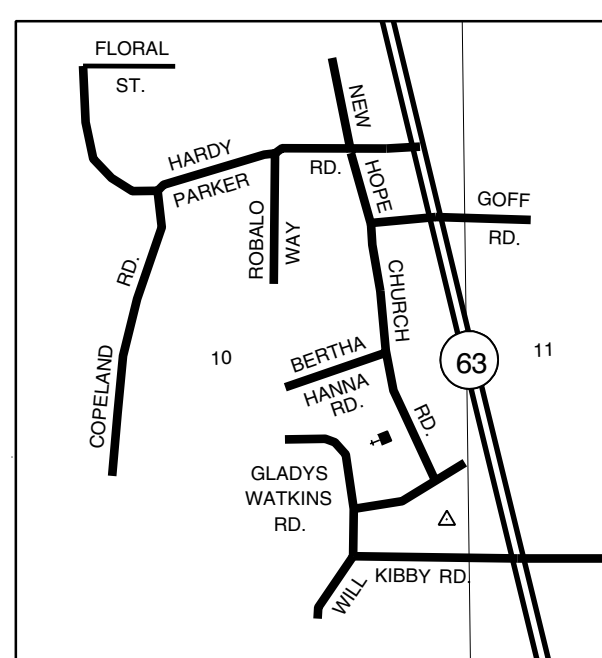 FLORAL
ST.
HARDY
PARKER
RD.
NEW
HOPE
CHURCH
RD.
GOFF
RD.
ROBALO
WAY
COPELAND
RD.
10
11
63
BERTHA
HANNA
RD.
GLADYS
WATKINS
RD.
WILL
KIBBY RD.